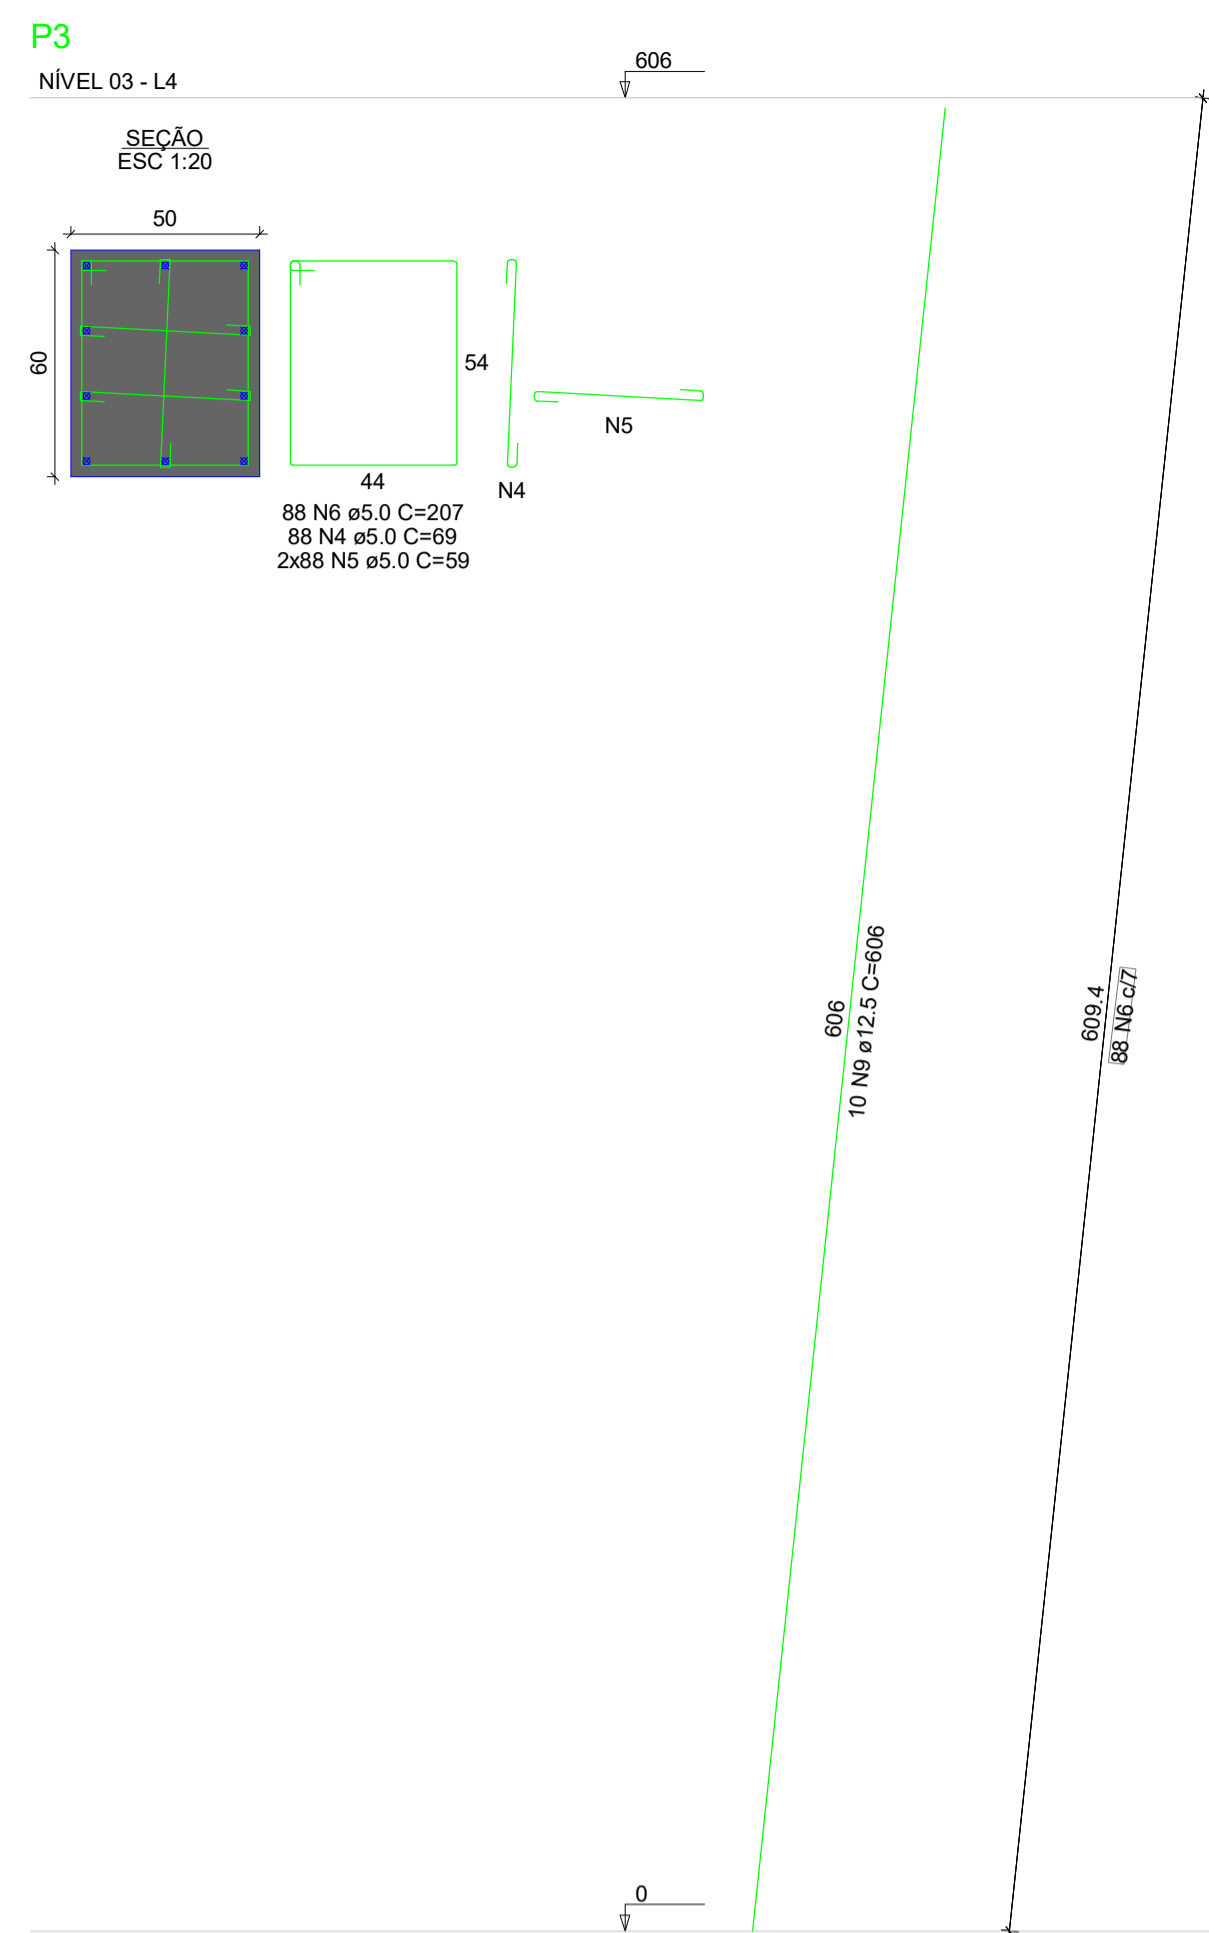 P3
NÍVEL 03 - L4
606
SEÇÃO
ESC 1:20
50
60
54
44
N4
N5
88 N6 ø5.0 C=207
88 N4 ø5.0 C=69
2x88 N5 ø5.0 C=59
606
10 N9 ø12.5 C=606
609.4
88 N6 c/7
0